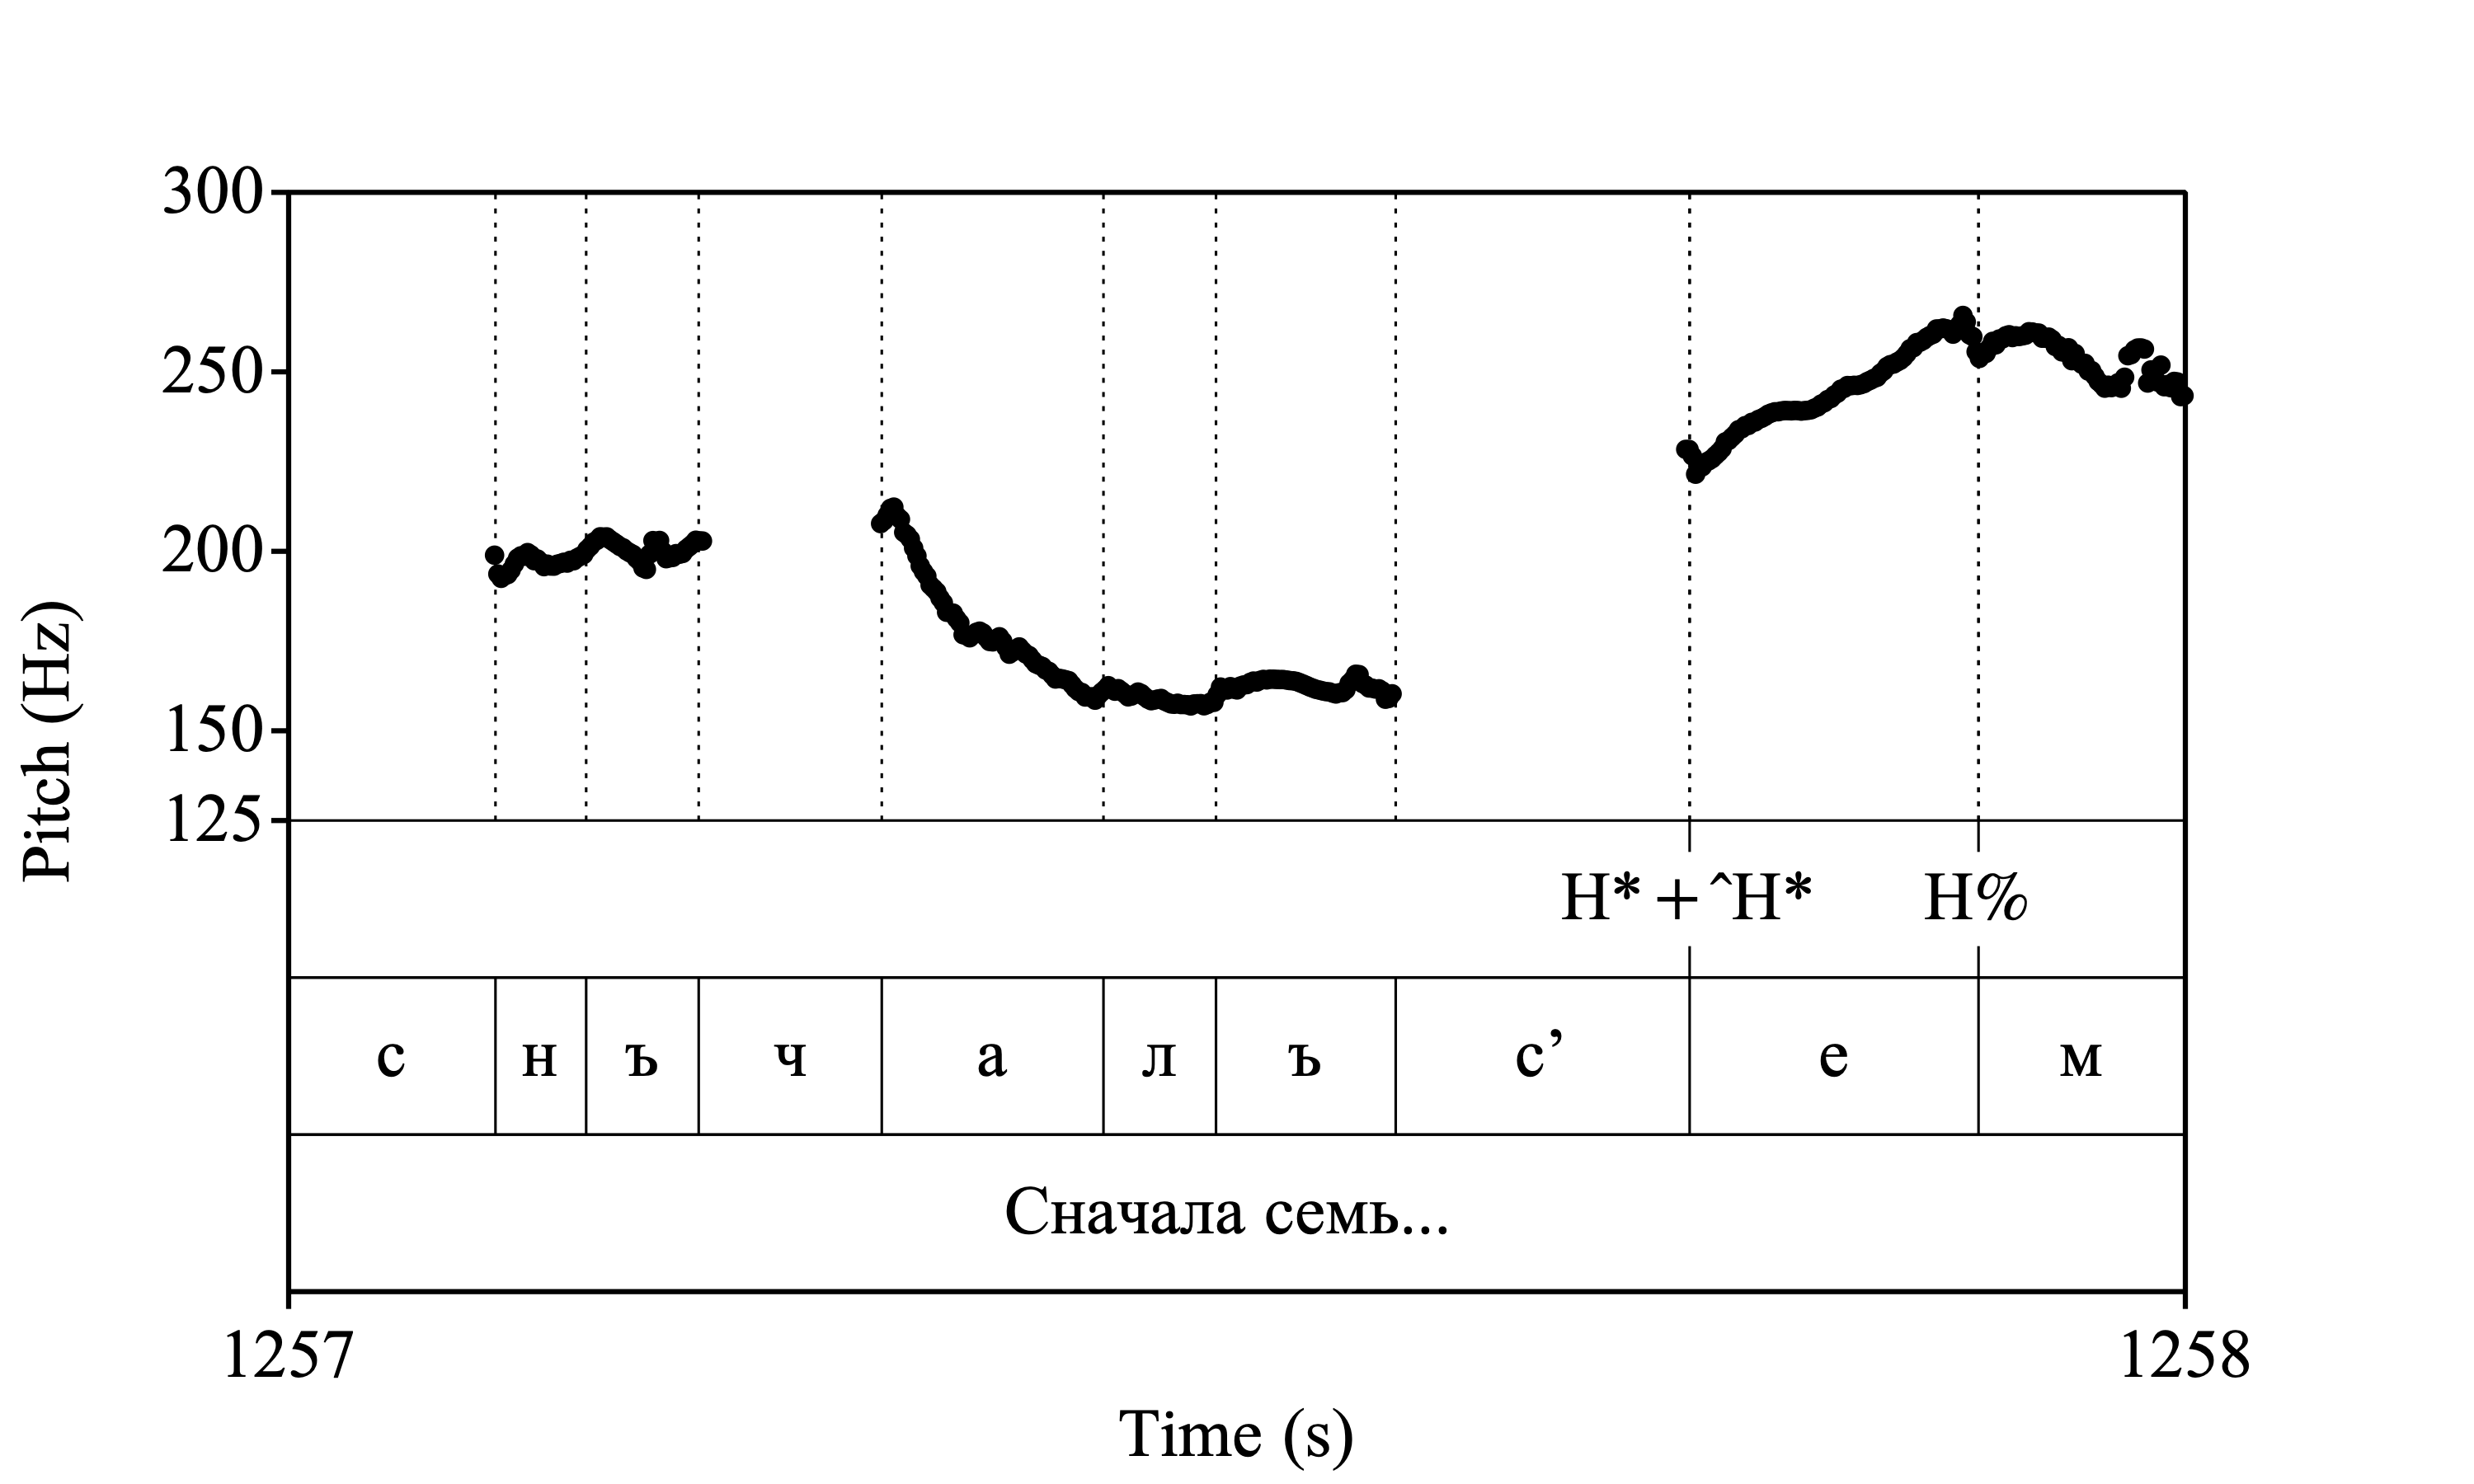 300
250
200
150
125
Pitch (Hz)
H* + ^H* H%
с н ъ ч а л ъ с’ е м
Сначала семь...
1257 1258
Time (s)